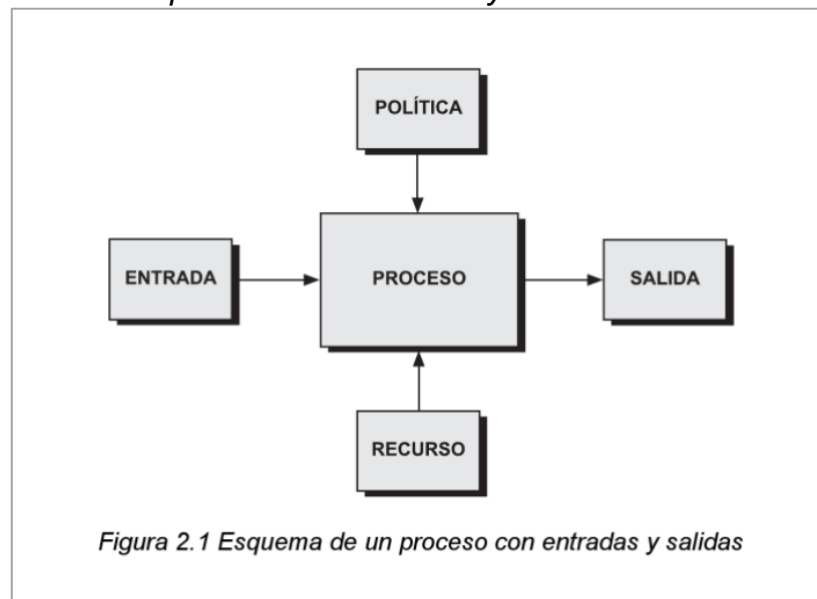 POLÍTICA
ENTRADA
PROCESO
SALIDA
RECURSO
Figura 2.1 Esquema de un proceso con entradas y salidas